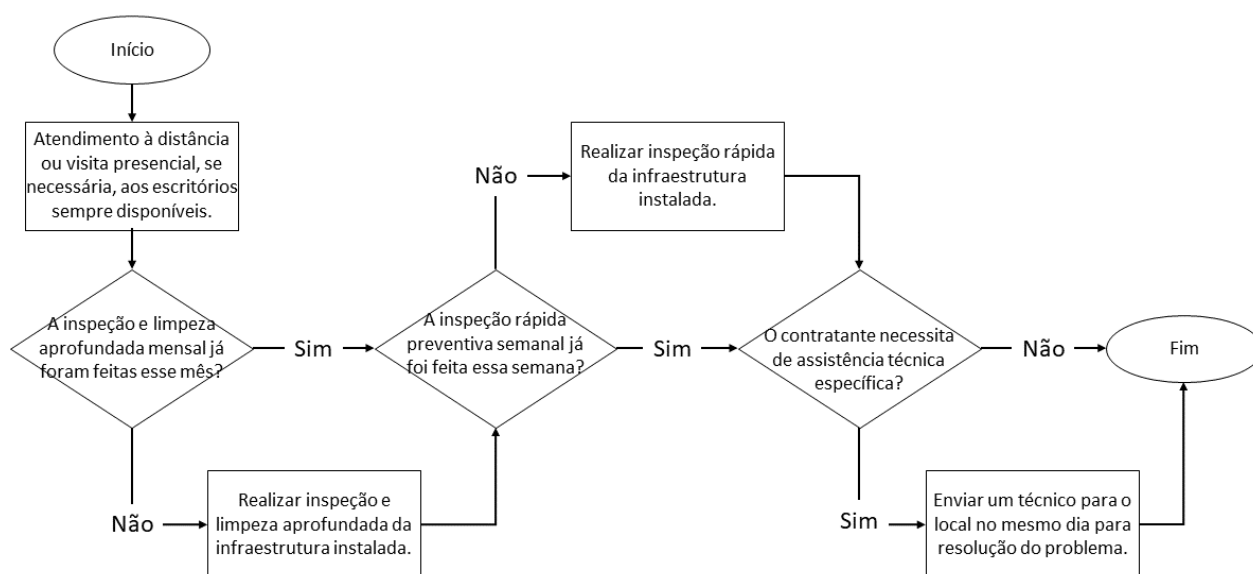 Início
Atendimento à distância
ou visita presencial, se
necessária, aos escritórios
sempre disponíveis.
A inspeção e limpeza
aprofundada mensal já
foram feitas esse mês?
Sim
Não
Realizar inspeção e
limpeza aprofundada da
infraestrutura instalada.
A inspeção rápida
preventiva semanal já
foi feita essa semana?
Não
Realizar inspeção rápida
da infraestrutura
instalada.
Sim
O contratante necessita
de assistência técnica
específica?
Não
Sim
Enviar um técnico para o
local no mesmo dia para
resolução do problema.
Fim